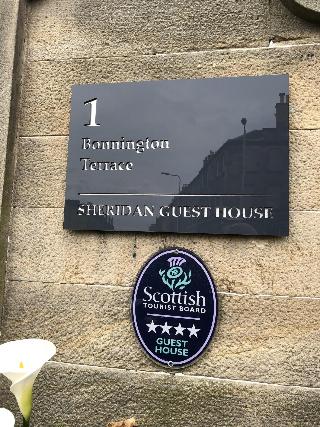 1
Bonnington
Terrace
SHERIDAN GUEST HOUSE
Scottish
TOURIST BOARD
★★★★
GUEST
HOUSE